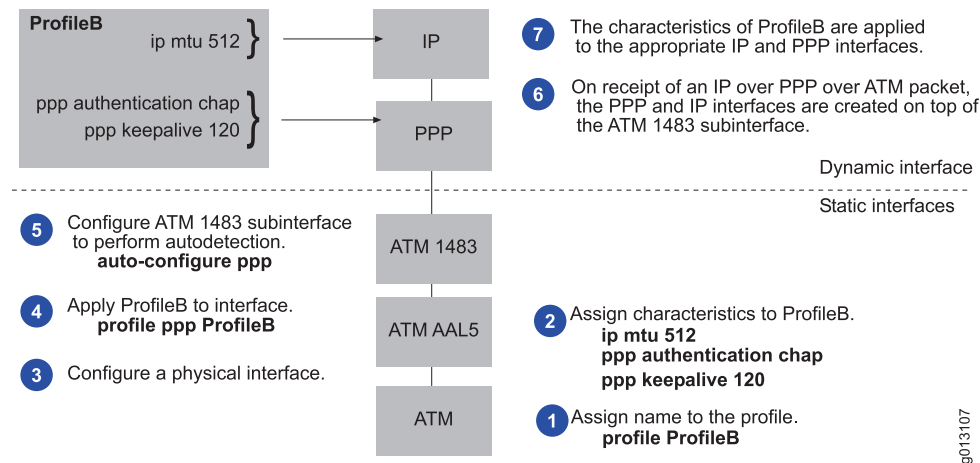 ProfileB
ip mtu 512 }
ppp authentication chap
ppp keepalive 120 }
IP
PPP
7 The characteristics of ProfileB are applied
to the appropriate IP and PPP interfaces.
6 On receipt of an IP over PPP over ATM packet,
the PPP and IP interfaces are created on top of
the ATM 1483 subinterface.
Dynamic interface
Static interfaces
5 Configure ATM 1483 subinterface
to perform autodetection.
auto-configure ppp
4 Apply ProfileB to interface.
profile ppp ProfileB
3 Configure a physical interface.
ATM 1483
ATM AAL5
ATM
2 Assign characteristics to ProfileB.
ip mtu 512
ppp authentication chap
ppp keepalive 120
1 Assign name to the profile.
profile ProfileB
g013107